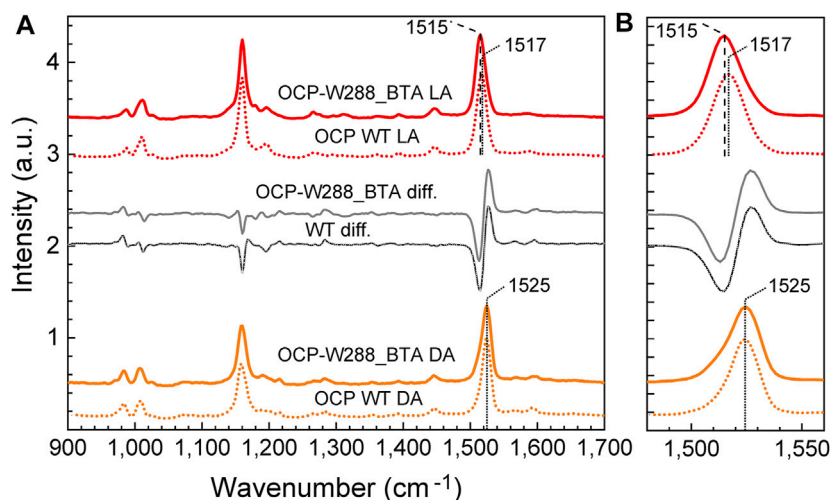 A
B
1515
1517
1515
1517
OCP-W288_BTA LA
OCP WT LA
OCP-W288_BTA diff.
WT diff.
1525
1525
OCP-W288_BTA DA
OCP WT DA
Intensity (a.u.)
4
3
2
1
900
1,000
1,100
1,200
1,300
1,400
1,500
1,600
1,700
1,500
1,550
Wavenumber (cm⁻¹)